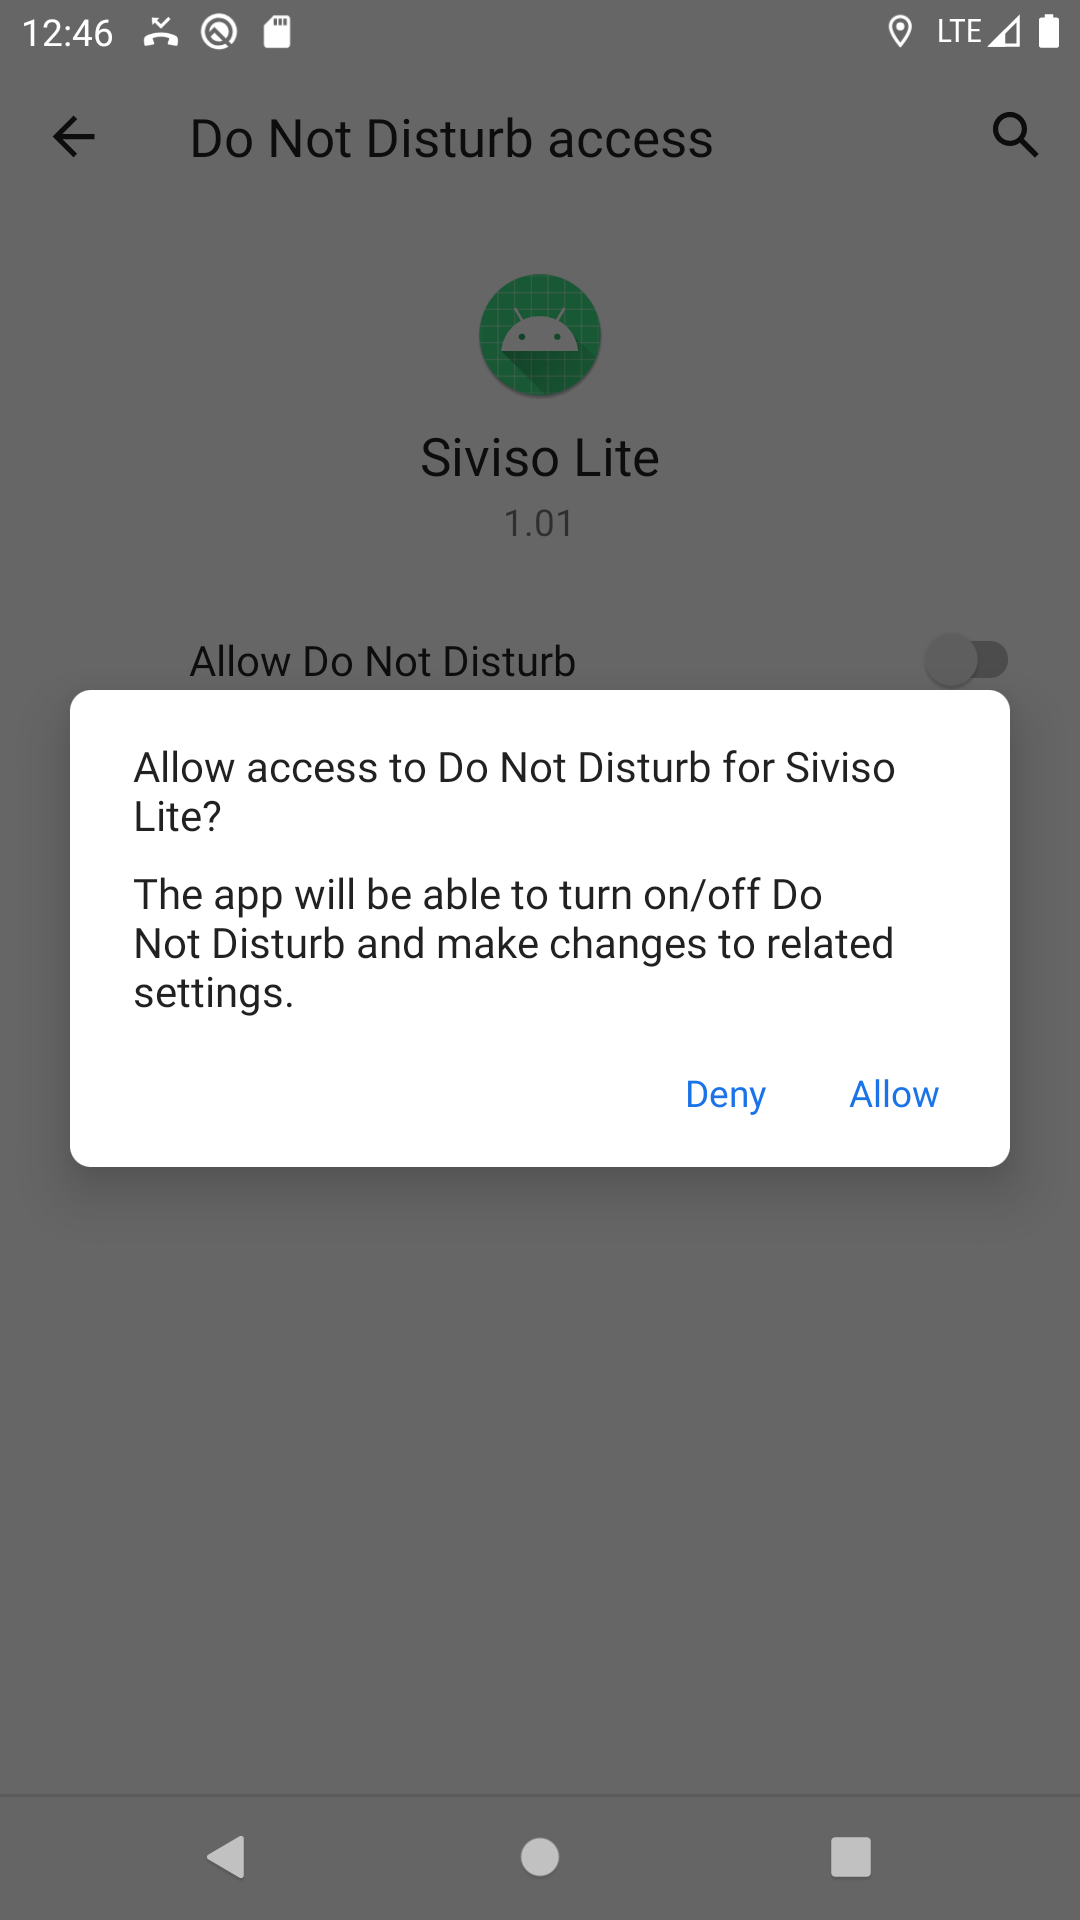 12:46
LTE
Do Not Disturb access
Siviso Lite
1.01
Allow Do Not Disturb
Allow access to Do Not Disturb for Siviso
Lite?
The app will be able to turn on/off Do
Not Disturb and make changes to related
settings.
Deny
Allow